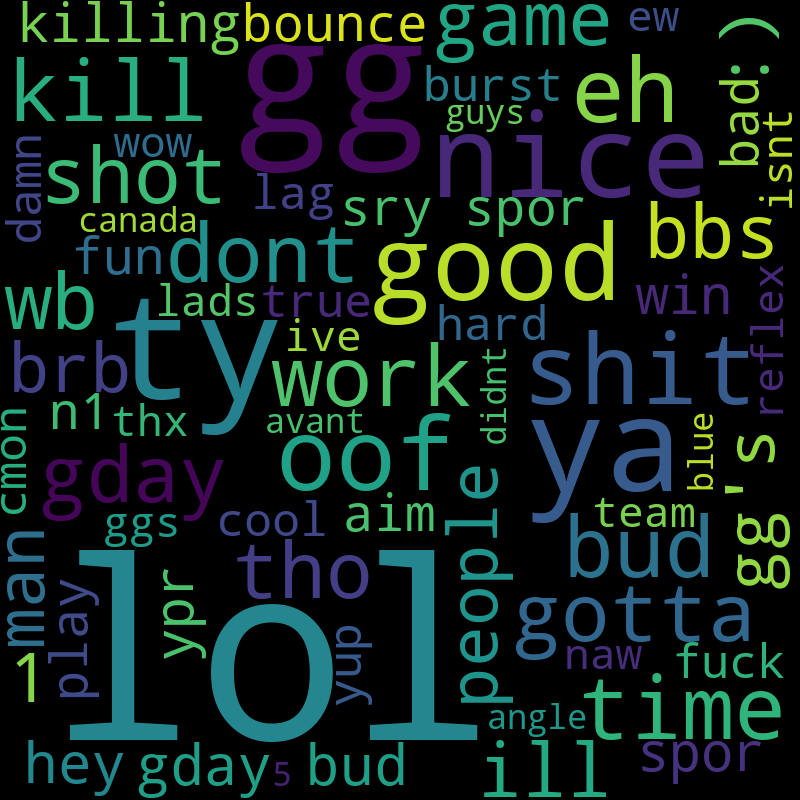 killing
bounce
game
ew
:)
kill
gg
burst
eh
bad
guys
nice
isnt
damn
wow
shot
lag
sry
spor
canada
fun
dont
good
bbs
wb
lads
true
win
reflex
ty
ive
hard
brb
work
didnt
shit
n1
thx
avant
oof
ya
blue
cmon
gday
people
gg's
ggs
cool
aim
team
man
tho
bud
play
ypr
yup
gotta
1
lol
naw
fuck
time
angle
hey
gday bud
5
ill
spor